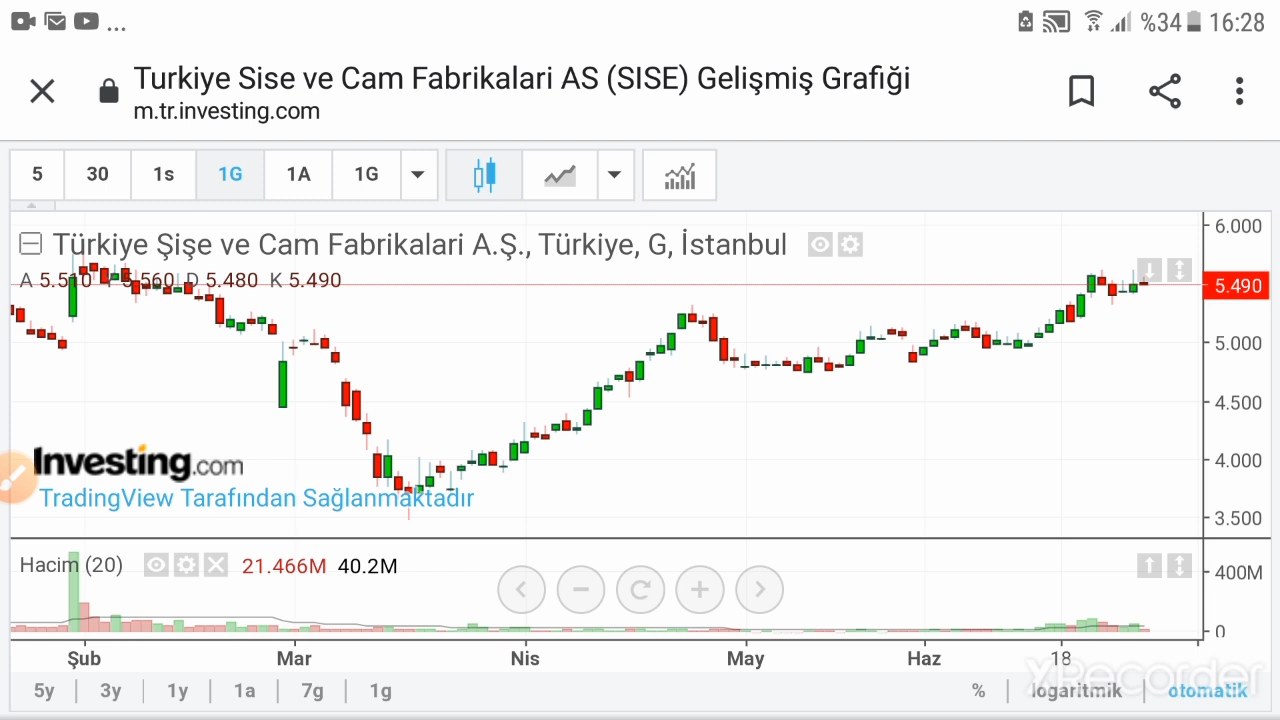 ... %34 16:28
Turkiye Sise ve Cam Fabrikalari AS (SISE) Gelişmiş Grafiği
m.tr.investing.com
5 30 1s 1G 1A 1G
Türkiye Şişe ve Cam Fabrikalari A.Ş., Türkiye, G, İstanbul
A 5.510 Y 5.560 D 5.480 K 5.490
6.000
5.490
5.000
4.500
4.000
3.500
Investing.com
TradingView Tarafından Sağlanmaktadır
Hacim (20) 21.466M 40.2M
400M
0
Şub Mar Nis May Haz 18
5y 3y 1y 1a 7g 1g % logaritmik otomatik
XRecorder